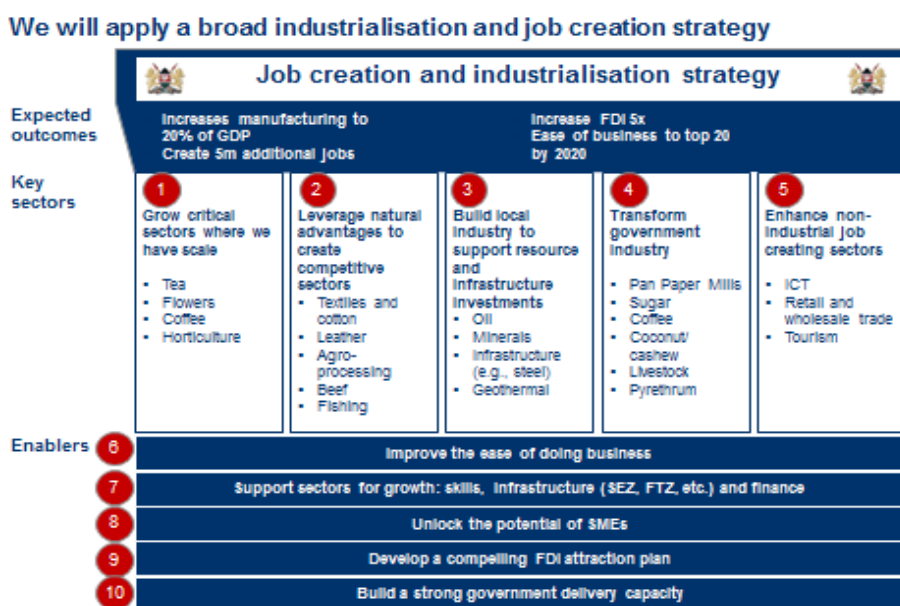 We will apply a broad industrialisation and job creation strategy
Job creation and industrialisation strategy
Expected
outcomes
Increases manufacturing to
20% of GDP
Create 5m additional jobs
Increase FDI 5x
Ease of business to top 20
by 2020
Key
sectors
1
Grow critical
sectors where we
have scale
▪ Tea
▪ Flowers
▪ Coffee
▪ Horticulture
2
Leverage natural
advantages to
create
competitive
sectors
▪ Textiles and
cotton
▪ Leather
▪ Agro-
processing
▪ Beef
▪ Fishing
3
Build local
industry to
support resource
and
infrastructure
investments
▪ Oil
▪ Minerals
▪ Infrastructure
(e.g., steel)
▪ Geothermal
4
Transform
government
industry
▪ Pan Paper Mills
▪ Sugar
▪ Coffee
▪ Coconut/
cashew
▪ Livestock
▪ Pyrethrum
5
Enhance non-
industrial job
creating sectors
▪ ICT
▪ Retail and
wholesale trade
▪ Tourism
Enablers
6
Improve the ease of doing business
7
Support sectors for growth: skills, infrastructure (SEZ, FTZ, etc.) and finance
8
Unlock the potential of SMEs
9
Develop a compelling FDI attraction plan
10
Build a strong government delivery capacity